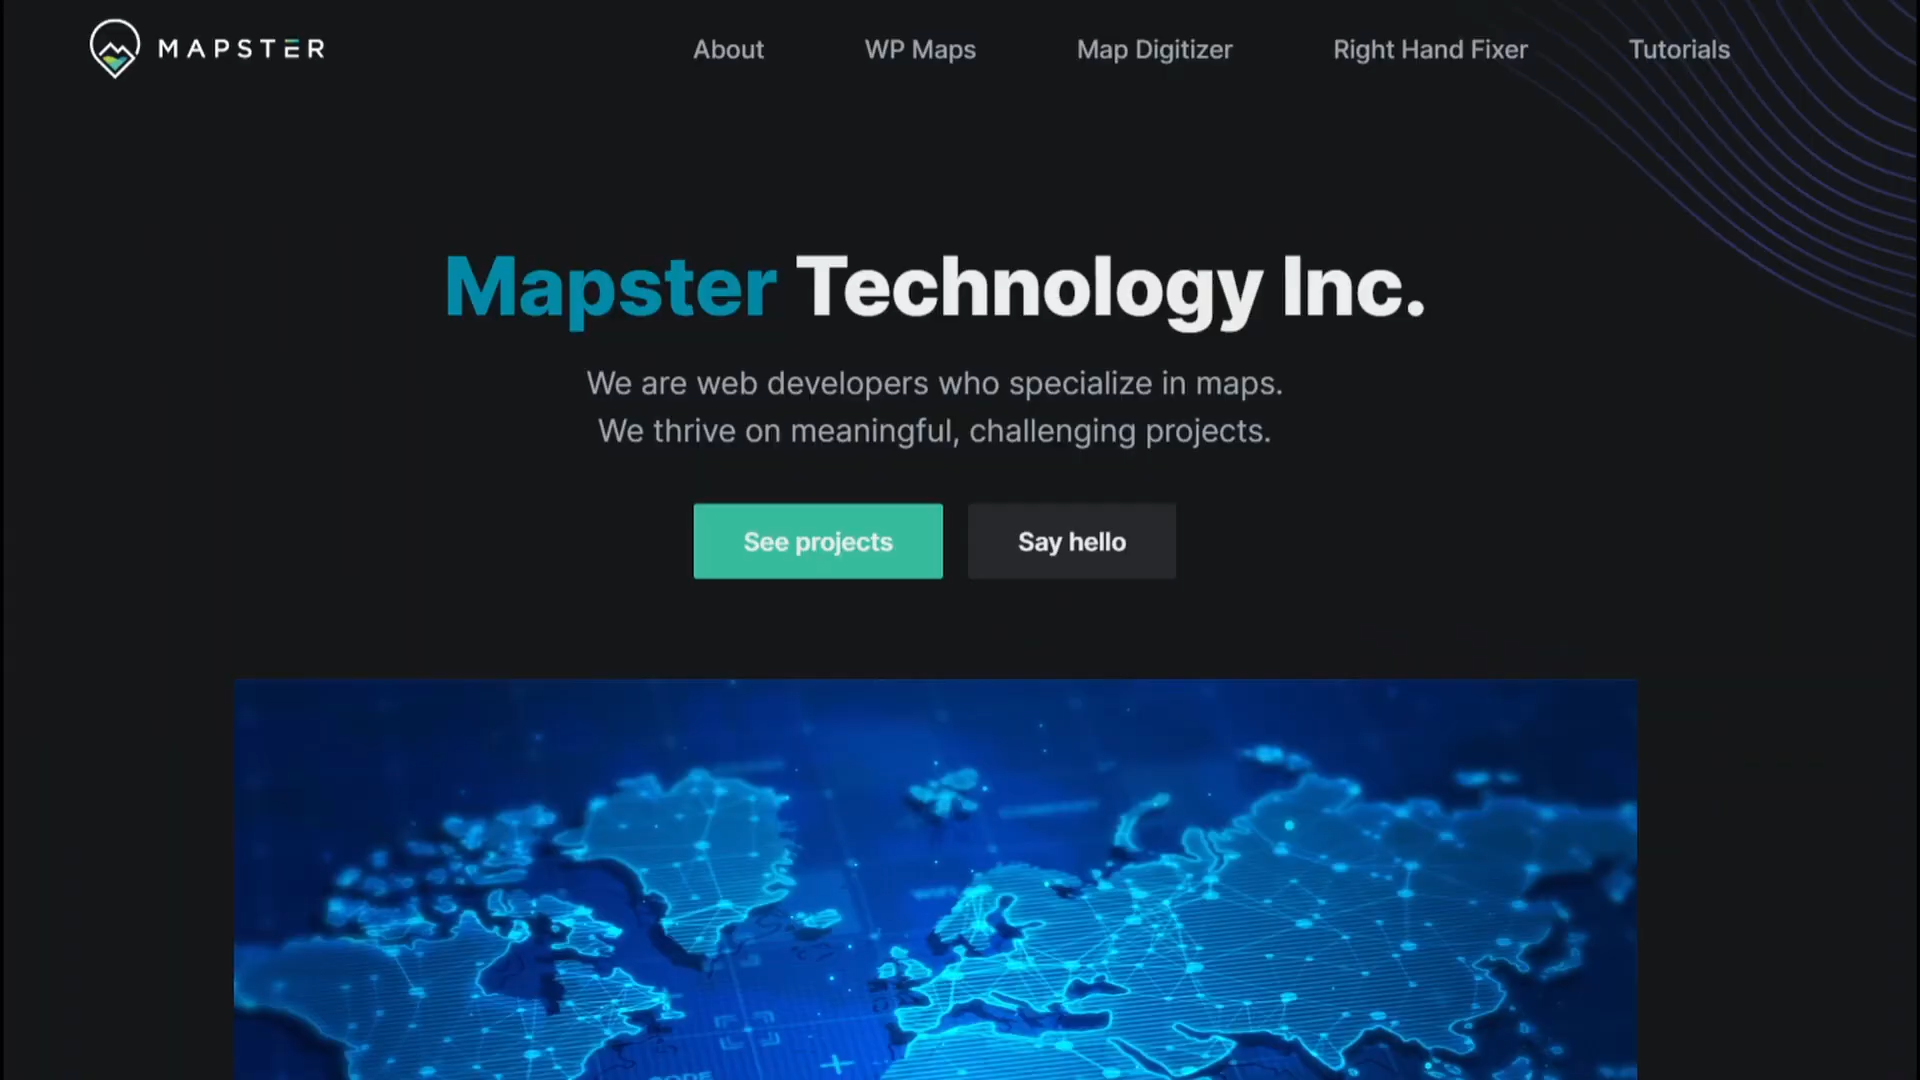 MAPSTER
About
WP Maps
Map Digitizer
Right Hand Fixer
Tutorials
Mapster Technology Inc.
We are web developers who specialize in maps.
We thrive on meaningful, challenging projects.
See projects
Say hello
CODE